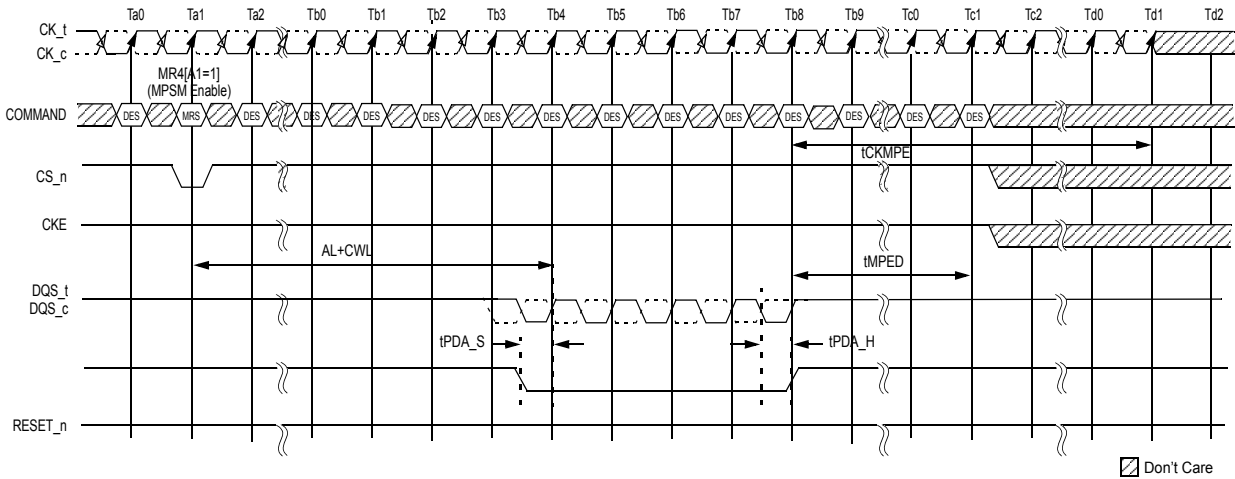 Ta0 Ta1 Ta2 Tb0 Tb1 Tb2 Tb3 Tb4 Tb5 Tb6 Tb7 Tb8 Tb9 Tc0 Tc1 Tc2 Td0 Td1 Td2
CK_t
CK_c
MR4[A1=1]
(MPSM Enable)
COMMAND DES MRS DES DES DES DES DES DES DES DES DES DES DES DES DES
tCKMPE
CS_n
CKE
AL+CWL
tMPED
DQS_t
DQS_c
tPDA_S tPDA_H
RESET_n
Don't Care